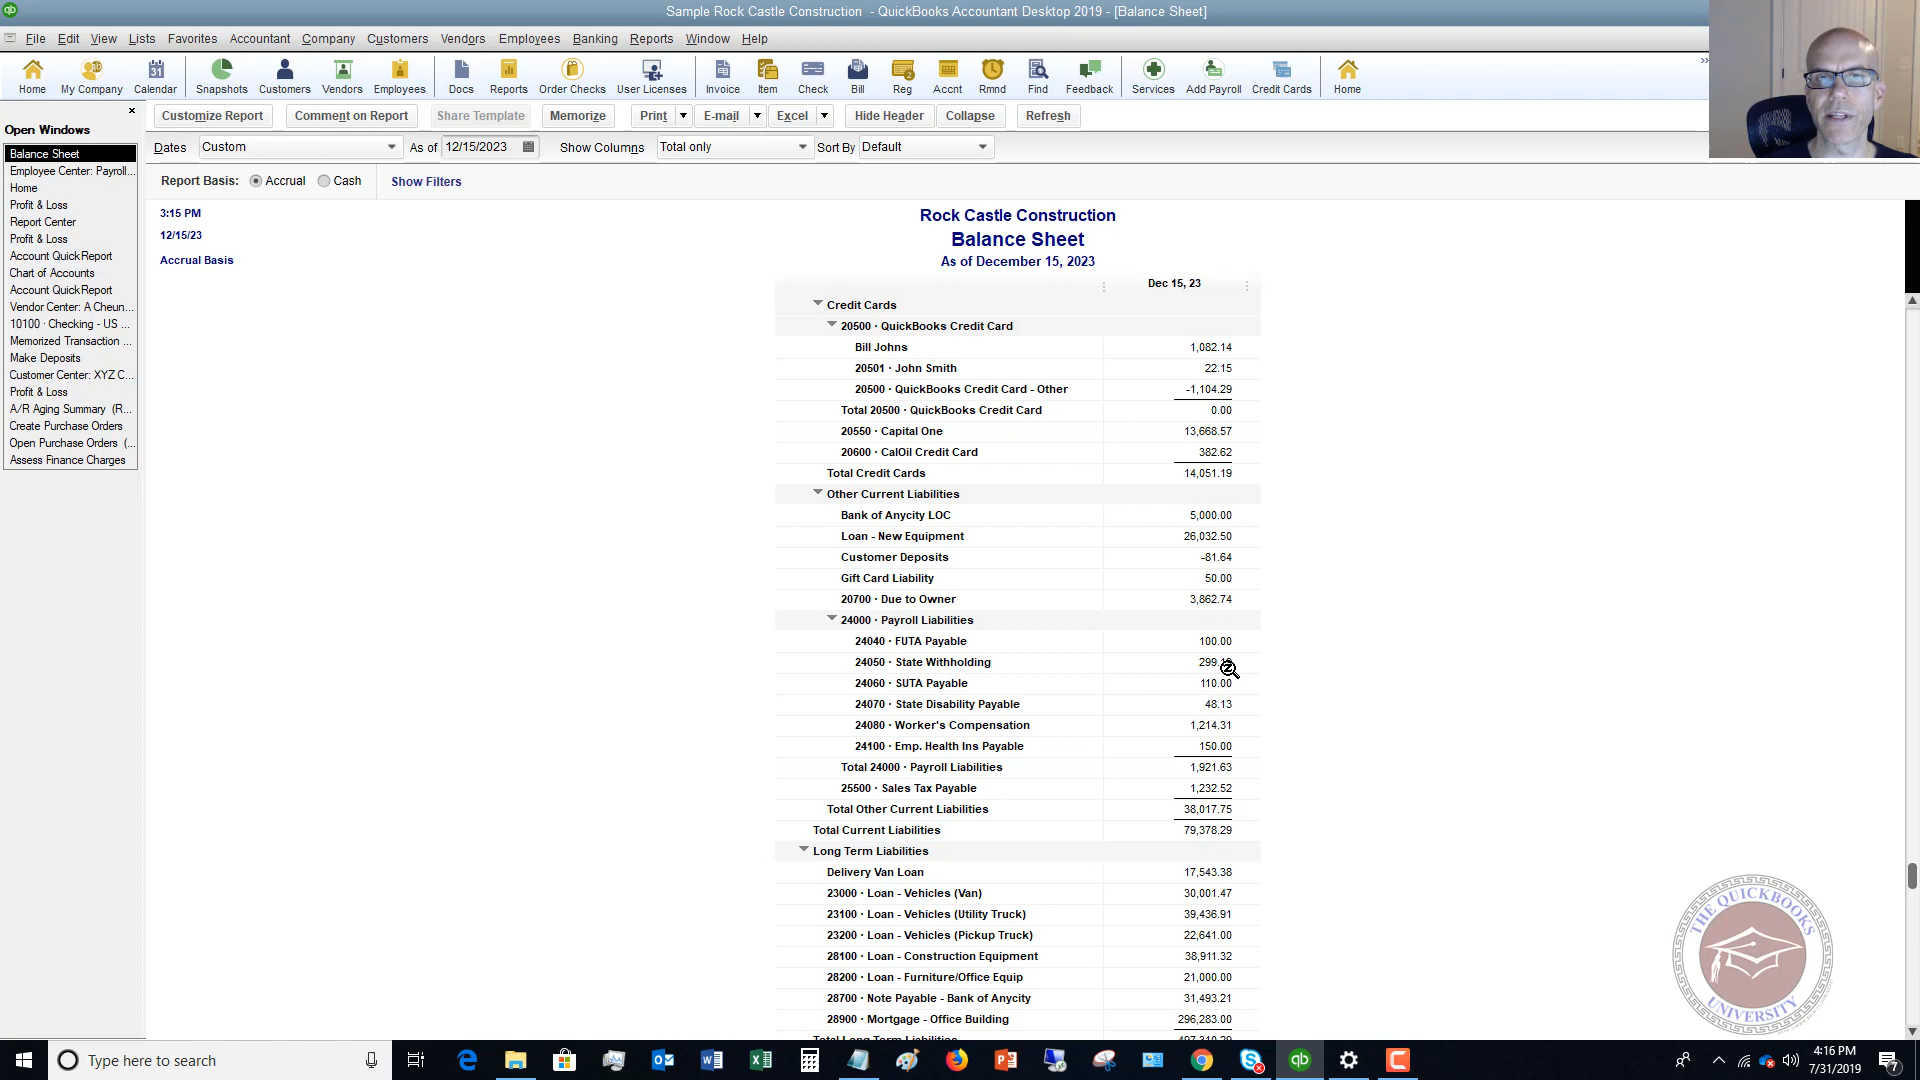 Sample Rock Castle Construction - QuickBooks Accountant Desktop 2019 - [Balance Sheet]
File Edit View Lists Favorites Accountant Company Customers Vendors Employees Banking Reports Window Help
Home My Company Calendar Snapshots Customers Vendors Employees Docs Reports Order Checks User Licenses Invoice Item Check Bill Reg Accnt Rmnd Find Feedback Services Add Payroll Credit Cards Home
Customize Report Comment on Report Share Template Memorize Print E-mail Excel Hide Header Collapse Refresh
Dates Custom As of 12/15/2023 Show Columns Total only Sort By Default
Report Basis: Accrual Cash Show Filters
Open Windows
Balance Sheet
Employee Center: Payroll...
Home
Profit & Loss
Report Center
Profit & Loss
Account QuickReport
Chart of Accounts
Account QuickReport
Vendor Center: A Cheun...
10100 · Checking - US ...
Memorized Transaction ...
Make Deposits
Customer Center: XYZ C...
Profit & Loss
A/R Aging Summary (R...
Create Purchase Orders
Open Purchase Orders (...
Assess Finance Charges
3:15 PM
12/15/23
Accrual Basis
Rock Castle Construction
Balance Sheet
As of December 15, 2023
Dec 15, 23
Credit Cards
20500 · QuickBooks Credit Card
Bill Johns 1,082.14
20501 · John Smith 22.15
20500 · QuickBooks Credit Card - Other -1,104.29
Total 20500 · QuickBooks Credit Card 0.00
20550 · Capital One 13,668.57
20600 · CalOil Credit Card 382.62
Total Credit Cards 14,051.19
Other Current Liabilities
Bank of Anycity LOC 5,000.00
Loan - New Equipment 26,032.50
Customer Deposits -81.64
Gift Card Liability 50.00
20700 · Due to Owner 3,862.74
24000 · Payroll Liabilities
24040 · FUTA Payable 100.00
24050 · State Withholding
24060 · SUTA Payable 110.00
24070 · State Disability Payable 48.13
24080 · Worker's Compensation 1,214.31
24100 · Emp. Health Ins Payable 150.00
Total 24000 · Payroll Liabilities 1,921.63
25500 · Sales Tax Payable 1,232.52
Total Other Current Liabilities 38,017.75
Total Current Liabilities 79,378.29
Long Term Liabilities
Delivery Van Loan 17,543.38
23000 · Loan - Vehicles (Van) 30,001.47
23100 · Loan - Vehicles (Utility Truck) 39,436.91
23200 · Loan - Vehicles (Pickup Truck) 22,641.00
28100 · Loan - Construction Equipment 38,911.32
28200 · Loan - Furniture/Office Equip 21,000.00
28700 · Note Payable - Bank of Anycity 31,493.21
28900 · Mortgage - Office Building 296,283.00
THE QUICKBOOKS
UNIVERSITY
Type here to search
4:16 PM
7/31/2019
7